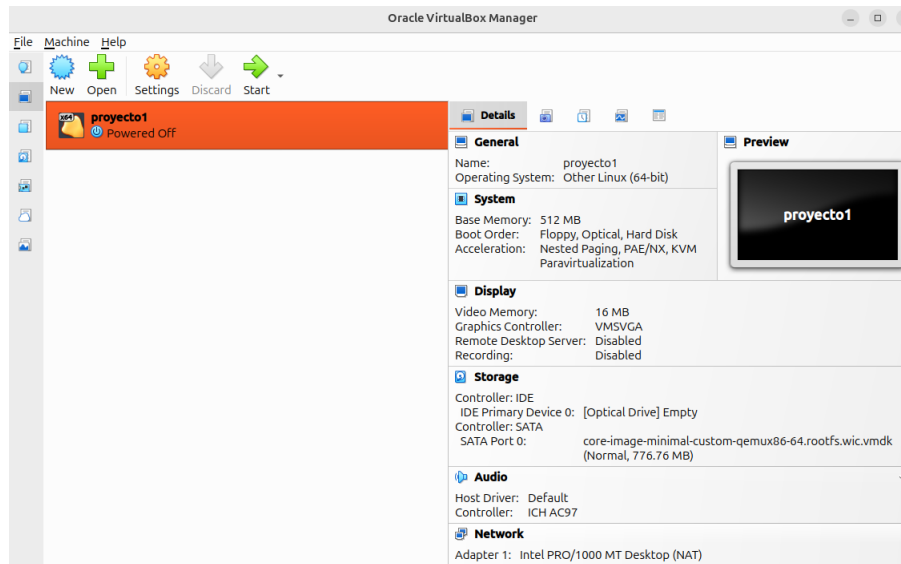 Oracle VirtualBox Manager
File Machine Help
New Open Settings Discard Start
x64 proyecto1
Powered Off
Details
General
Name: proyecto1
Operating System: Other Linux (64-bit)
System
Base Memory: 512 MB
Boot Order: Floppy, Optical, Hard Disk
Acceleration: Nested Paging, PAE/NX, KVM
Paravirtualization
Preview
proyecto1
Display
Video Memory: 16 MB
Graphics Controller: VMSVGA
Remote Desktop Server: Disabled
Recording: Disabled
Storage
Controller: IDE
IDE Primary Device 0: [Optical Drive] Empty
Controller: SATA
SATA Port 0: core-image-minimal-custom-qemux86-64.rootfs.wic.vmdk
(Normal, 776.76 MB)
Audio
Host Driver: Default
Controller: ICH AC97
Network
Adapter 1: Intel PRO/1000 MT Desktop (NAT)